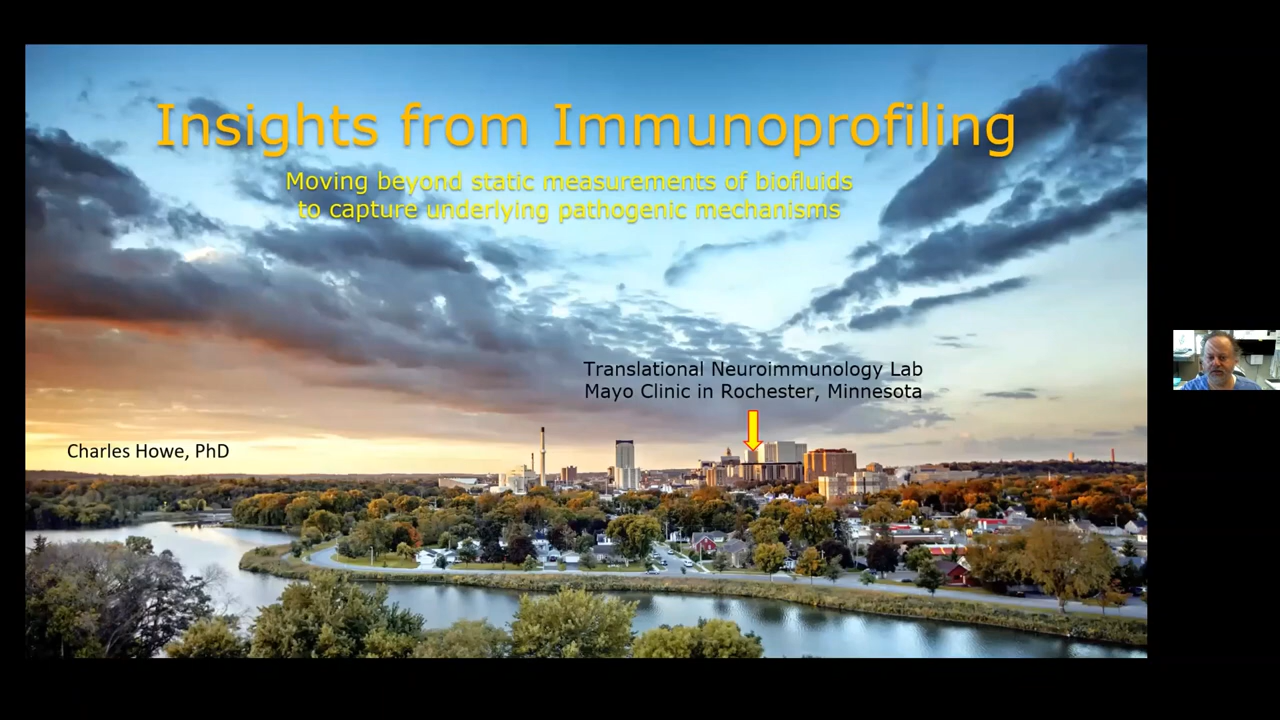 Insights from Immunoprofiling
Moving beyond static measurements of biofluids
to capture underlying pathogenic mechanisms
Translational Neuroimmunology Lab
Mayo Clinic in Rochester, Minnesota
Charles Howe, PhD